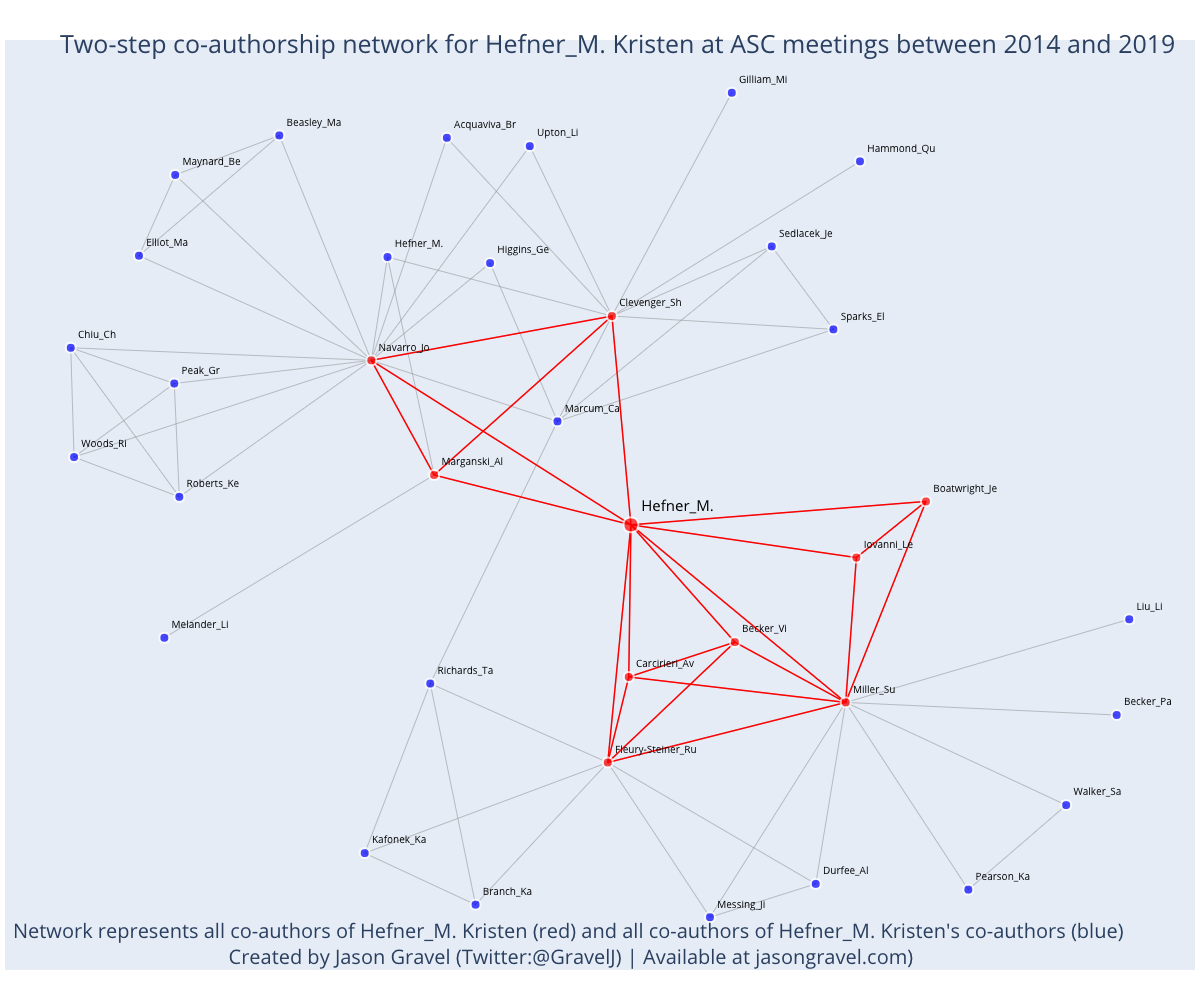 Two-step co-authorship network for Hefner_M. Kristen at ASC meetings between 2014 and 2019
Gilliam_Mi
Beasley_Ma
Acquaviva_Br
Upton_Li
Hammond_Qu
Maynard_Be
Sedlacek_Je
Elliot_Ma
Hefner_M.
Higgins_Ge
Clevenger_Sh
Sparks_El
Chiu_Ch
Navarro_Jo
Peak_Gr
Marcum_Ca
Woods_Ri
Marganski_Al
Roberts_Ke
Boatwright_Je
Hefner_M.
Iovanni_Le
Liu_Li
Melander_Li
Becker_Vi
Carcirieri_Av
Richards_Ta
Miller_Su
Becker_Pa
Fleury-Steiner_Ru
Walker_Sa
Kafonek_Ka
Durfee_Al
Pearson_Ka
Branch_Ka
Messing_Ji
Network represents all co-authors of Hefner_M. Kristen (red) and all co-authors of Hefner_M. Kristen's co-authors (blue)
Created by Jason Gravel (Twitter:@GravelJ) | Available at jasongravel.com)